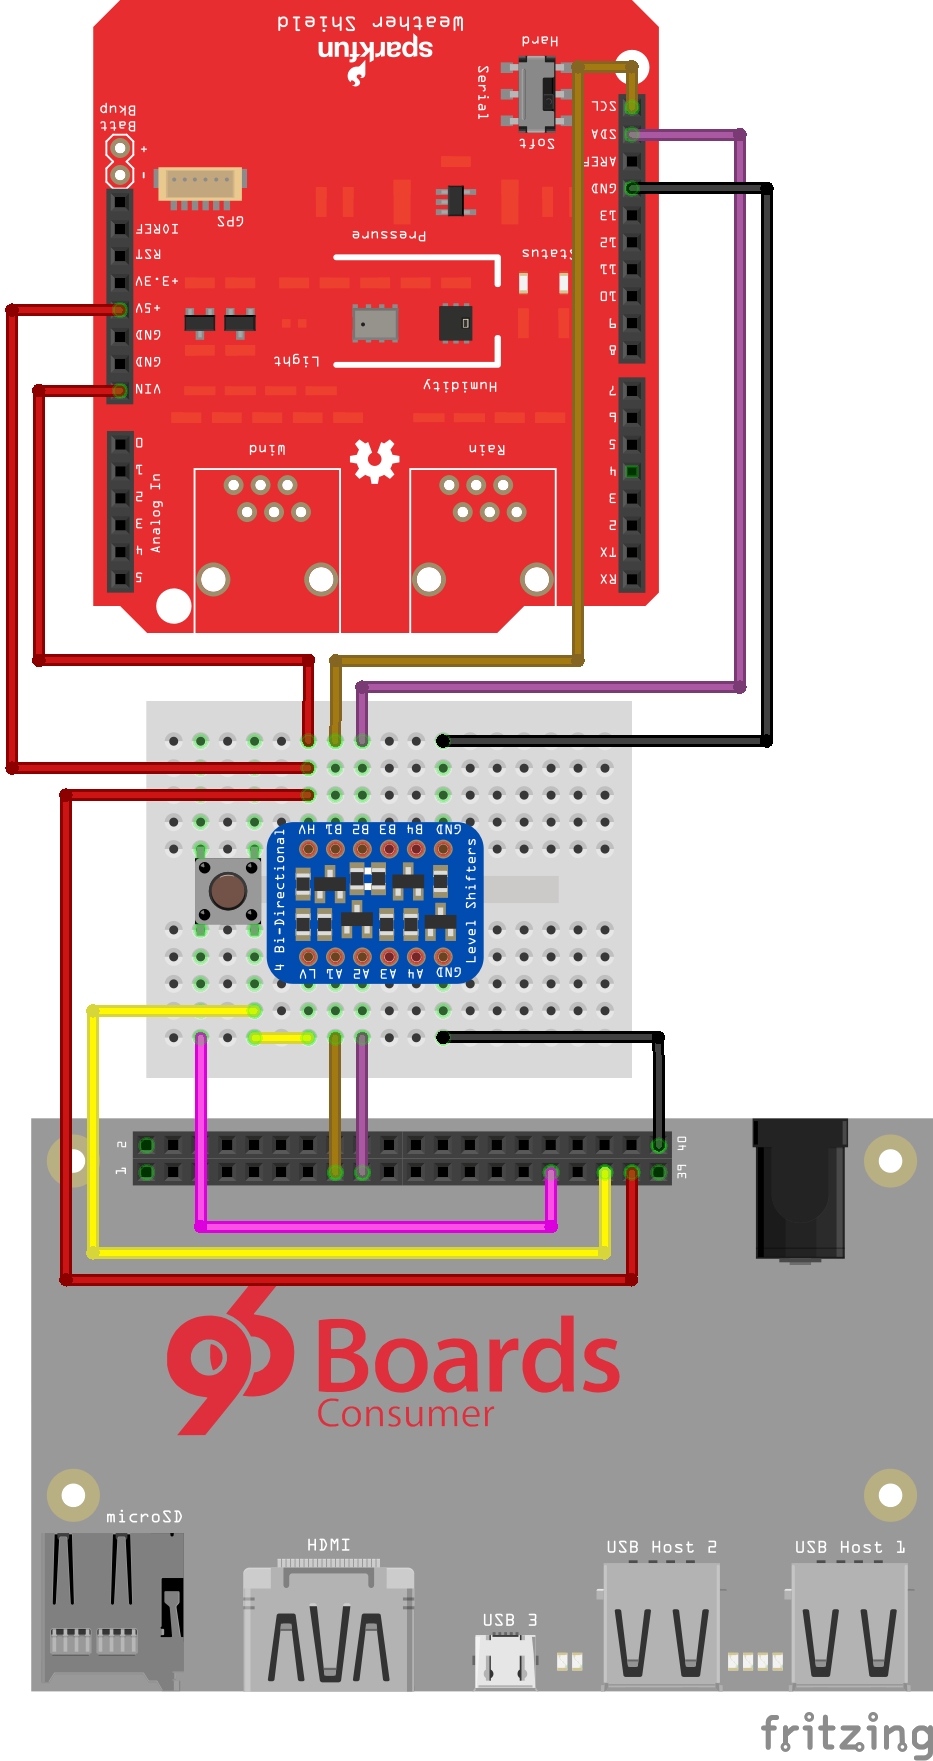 Weather Shield
sparkfun
Hard
Serial
Soft
Bkup
Batt
+
-
GPS
IOREF
RST
+3.3V
+5V
GND
GND
VIN
0
1
2
3
4
5
Analog In
Pressure
Status
Light
Humidity
Wind
Rain
SCL
SDA
AREF
GND
13
12
11
10
9
8
7
6
5
4
3
2
TX
RX
HV B1 B2 B3 B4 GND
4 Bi-Directional
Level Shifters
LV A1 A2 A3 A4 GND
2
1
40
39
96
Boards
Consumer
microSD
HDMI
USB 3
USB Host 2
USB Host 1
fritzing